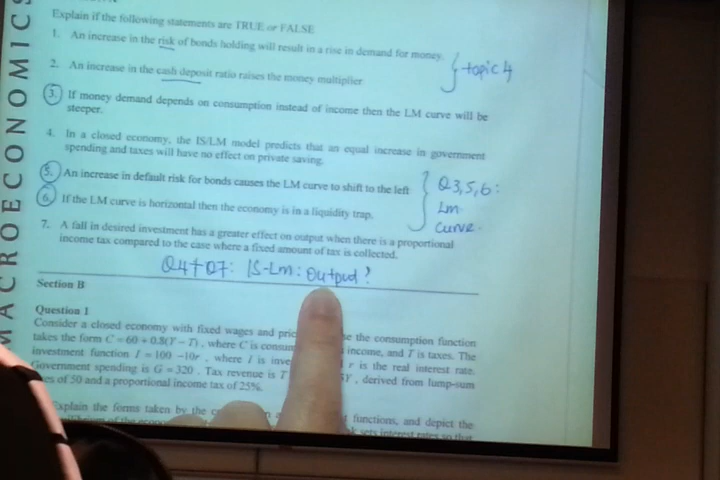 MACROECONOMICS
Explain if the following statements are TRUE or FALSE
1. An increase in the risk of bonds holding will result in a rise in demand for money.
2. An increase in the cash deposit ratio raises the money multiplier
} topic 4
3. If money demand depends on consumption instead of income then the LM curve will be
steeper.
4. In a closed economy, the IS/LM model predicts that an equal increase in government
spending and taxes will have no effect on private saving.
5. An increase in default risk for bonds causes the LM curve to shift to the left
6. If the LM curve is horizontal then the economy is in a liquidity trap.
} Q3,5,6:
Lm
Curve.
7. A fall in desired investment has a greater effect on output when there is a proportional
income tax compared to the case where a fixed amount of tax is collected.
Q4+Q7: IS-Lm: Output?
Section B
Question 1
Consider a closed economy with fixed wages and the consumption function
takes the form C = 60 + 0.8(Y – T), where C is income, and T is taxes. The
investment function I = 100 –10r, where I is r is the real interest rate.
Government spending is G = 320. Tax revenue is T derived from lump-sum
of 50 and a proportional income tax of 25%.
explain the forms taken by the functions, and depict the
sets interest rates so that